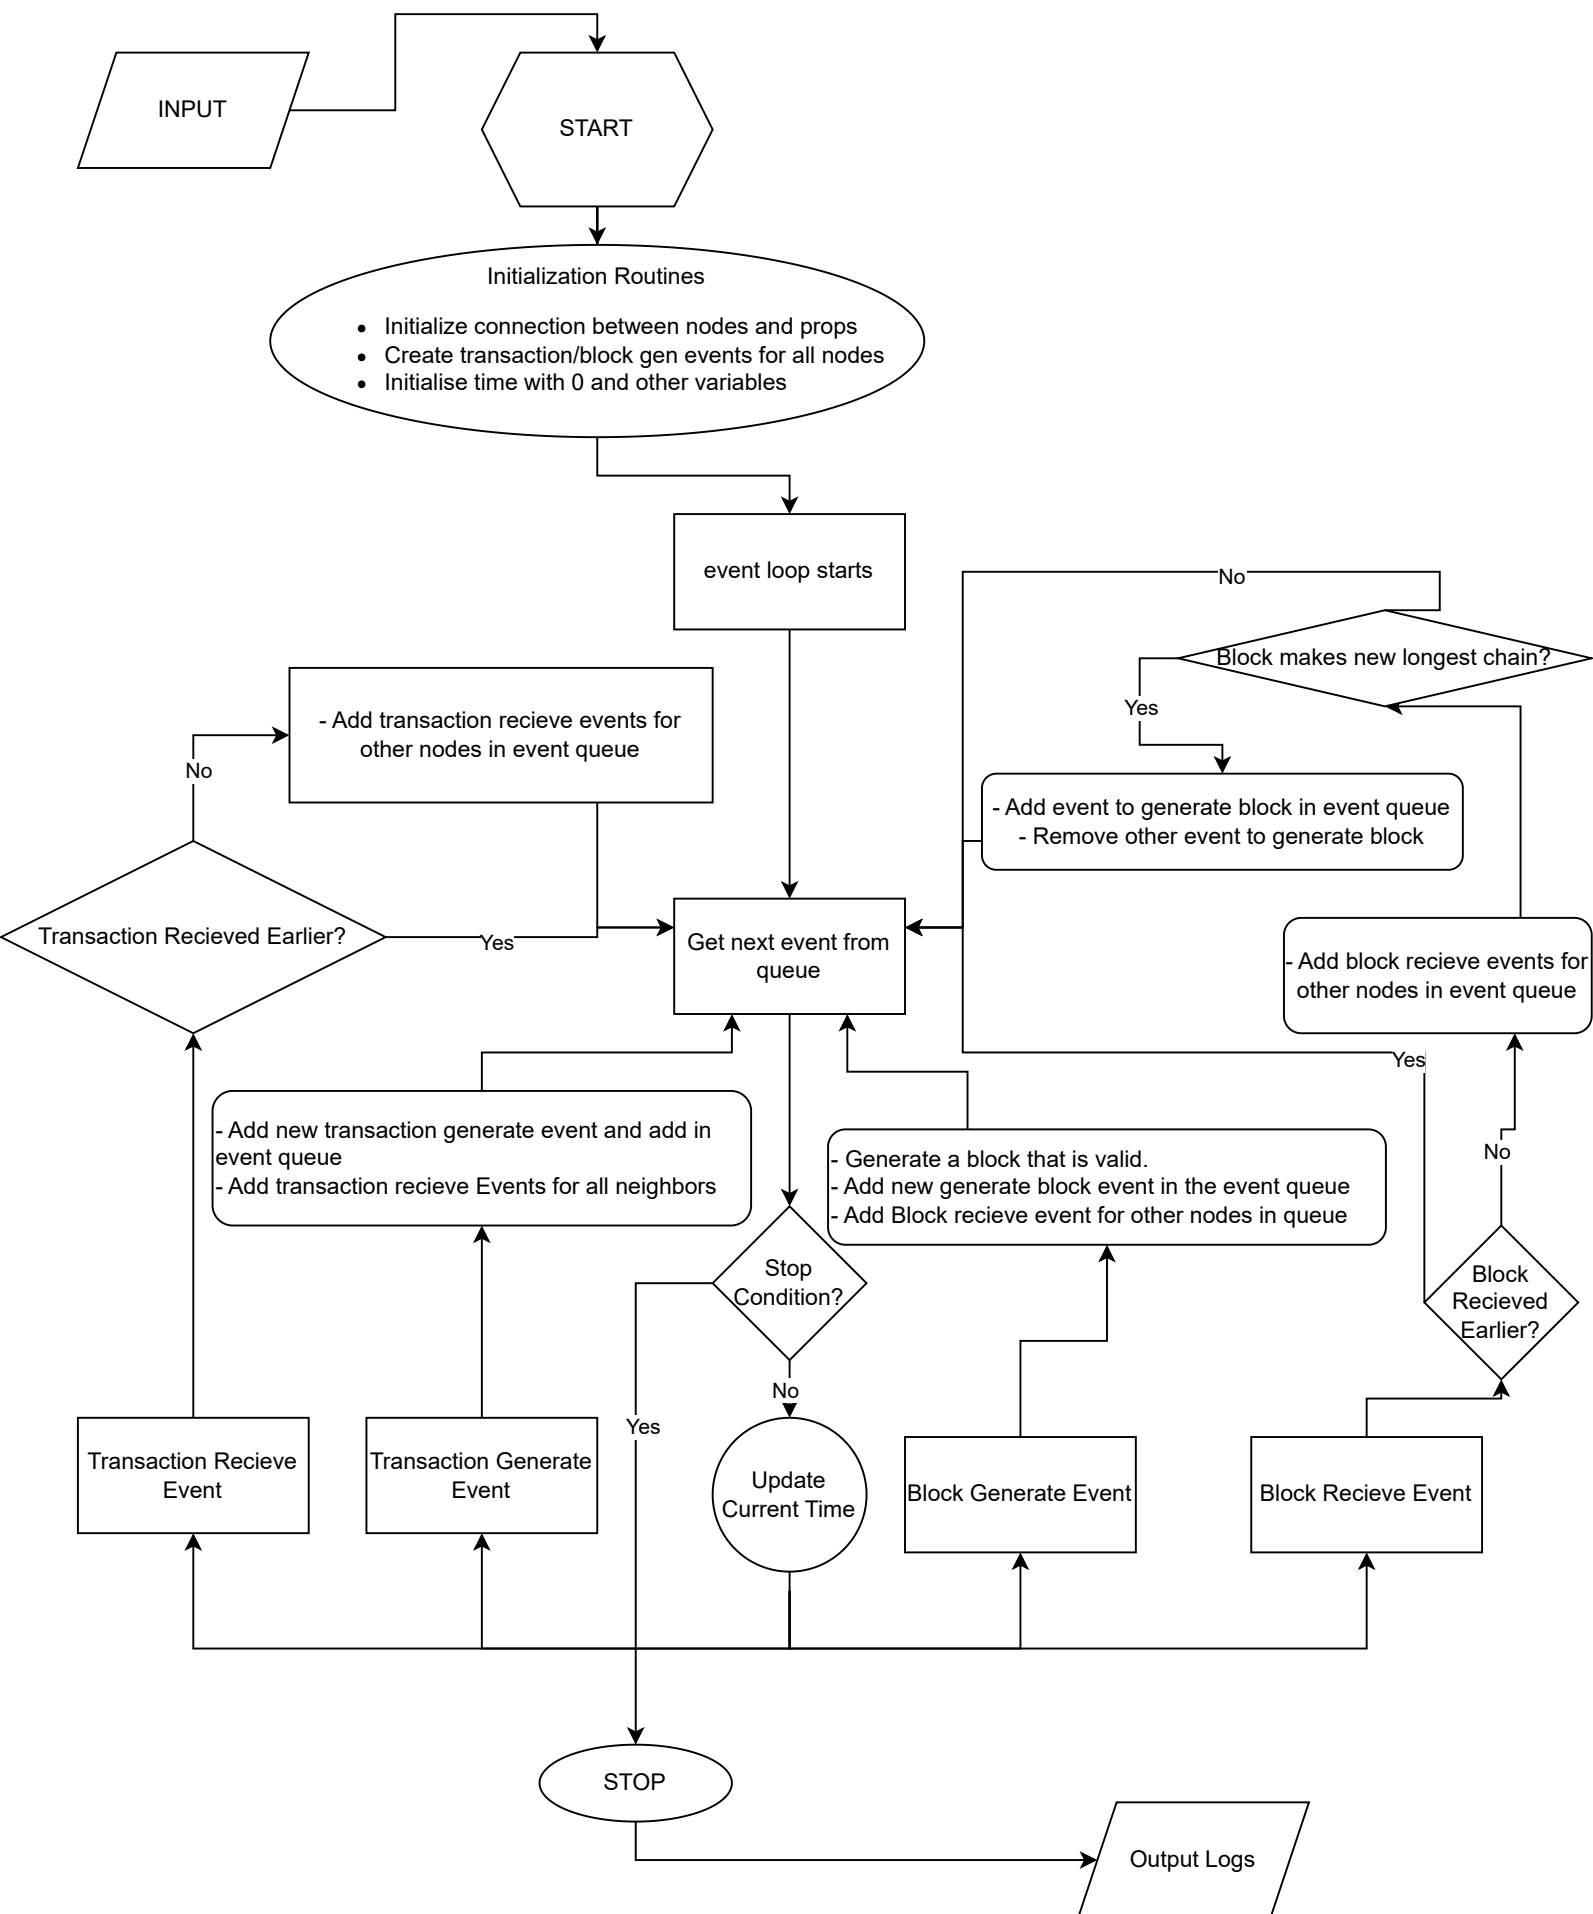 INPUT
START
Initialization Routines
• Initialize connection between nodes and props
• Create transaction/block gen events for all nodes
• Initialise time with 0 and other variables
event loop starts
No
Block makes new longest chain?
Yes
- Add transaction recieve events for
other nodes in event queue
No
- Add event to generate block in event queue
- Remove other event to generate block
Transaction Recieved Earlier?
Yes
Get next event from
queue
- Add block recieve events for
other nodes in event queue
Yes
- Add new transaction generate event and add in
event queue
- Add transaction recieve Events for all neighbors
- Generate a block that is valid.
- Add new generate block event in the event queue
- Add Block recieve event for other nodes in queue
No
Stop
Condition?
Block
Recieved
Earlier?
No
Yes
Transaction Recieve
Event
Transaction Generate
Event
Update
Current Time
Block Generate Event
Block Recieve Event
STOP
Output Logs